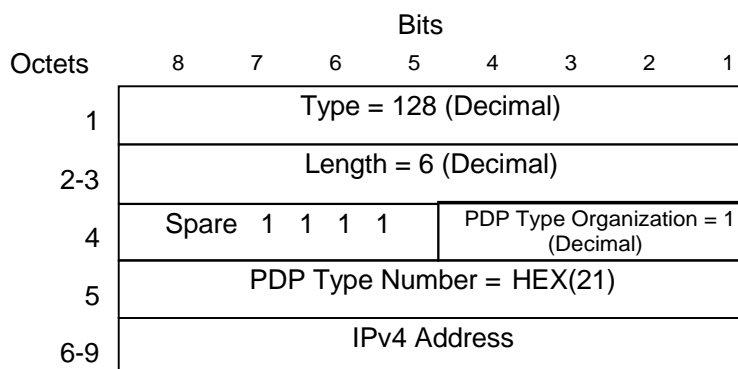 Bits
Octets 8 7 6 5 4 3 2 1
1 Type = 128 (Decimal)
2-3 Length = 6 (Decimal)
4 Spare 1 1 1 1 PDP Type Organization = 1
(Decimal)
5 PDP Type Number = HEX(21)
6-9 IPv4 Address